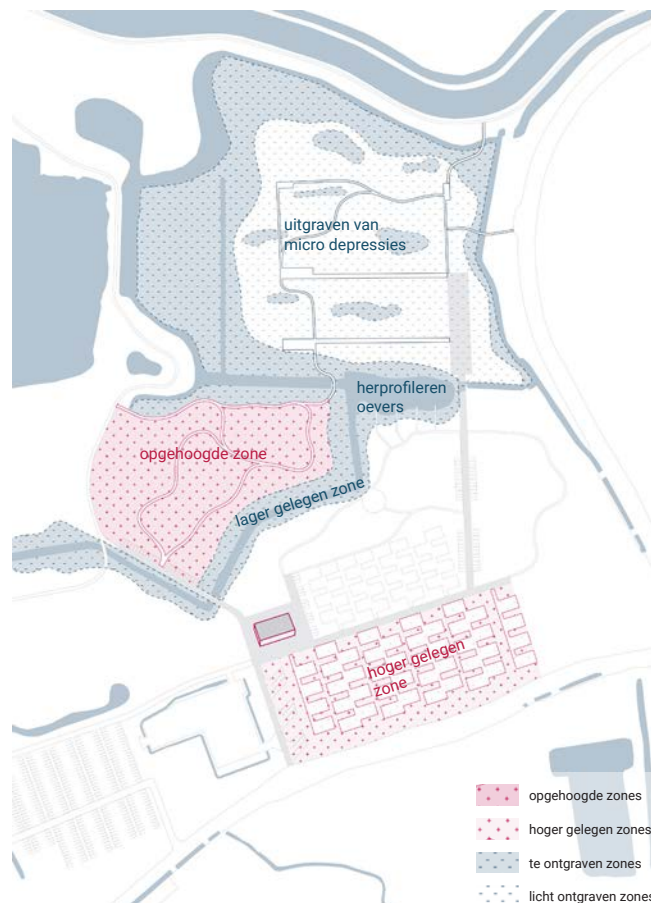 uitgraven van
micro depressies
herprofileren
oevers
opgehoogde zone
lager gelegen zone
hoger gelegen
zone
opgehoogde zones
hoger gelegen zones
te ontgraven zones
licht ontgraven zones